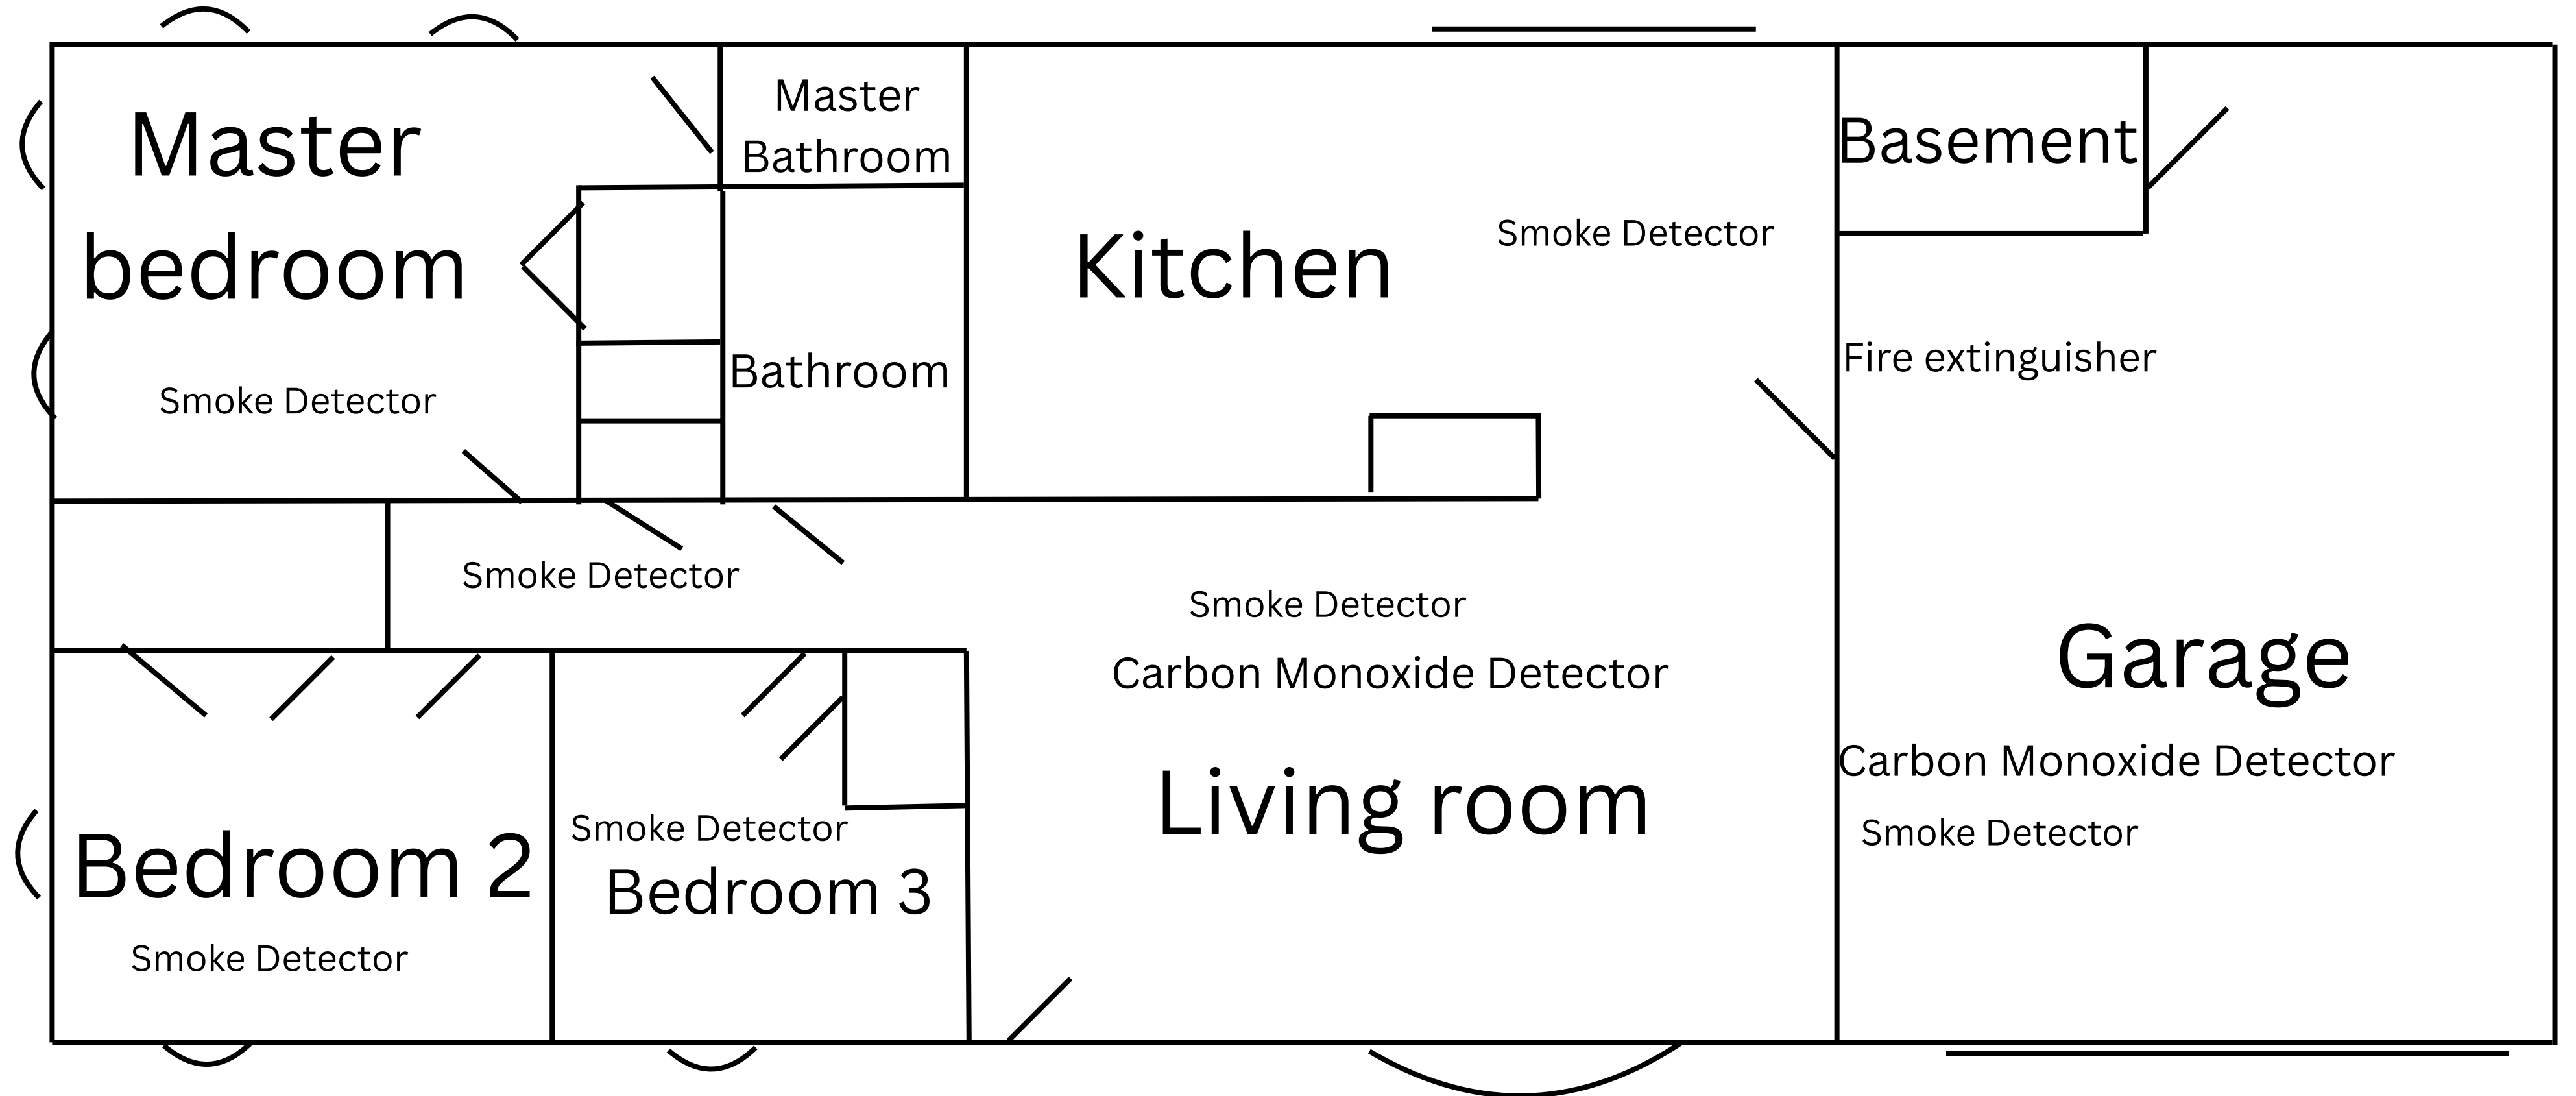 Master
bedroom
Smoke Detector
Master
Bathroom
Bathroom
Kitchen
Smoke Detector
Basement
Fire extinguisher
Smoke Detector
Smoke Detector
Carbon Monoxide Detector
Living room
Garage
Carbon Monoxide Detector
Smoke Detector
Bedroom 2
Smoke Detector
Smoke Detector
Bedroom 3